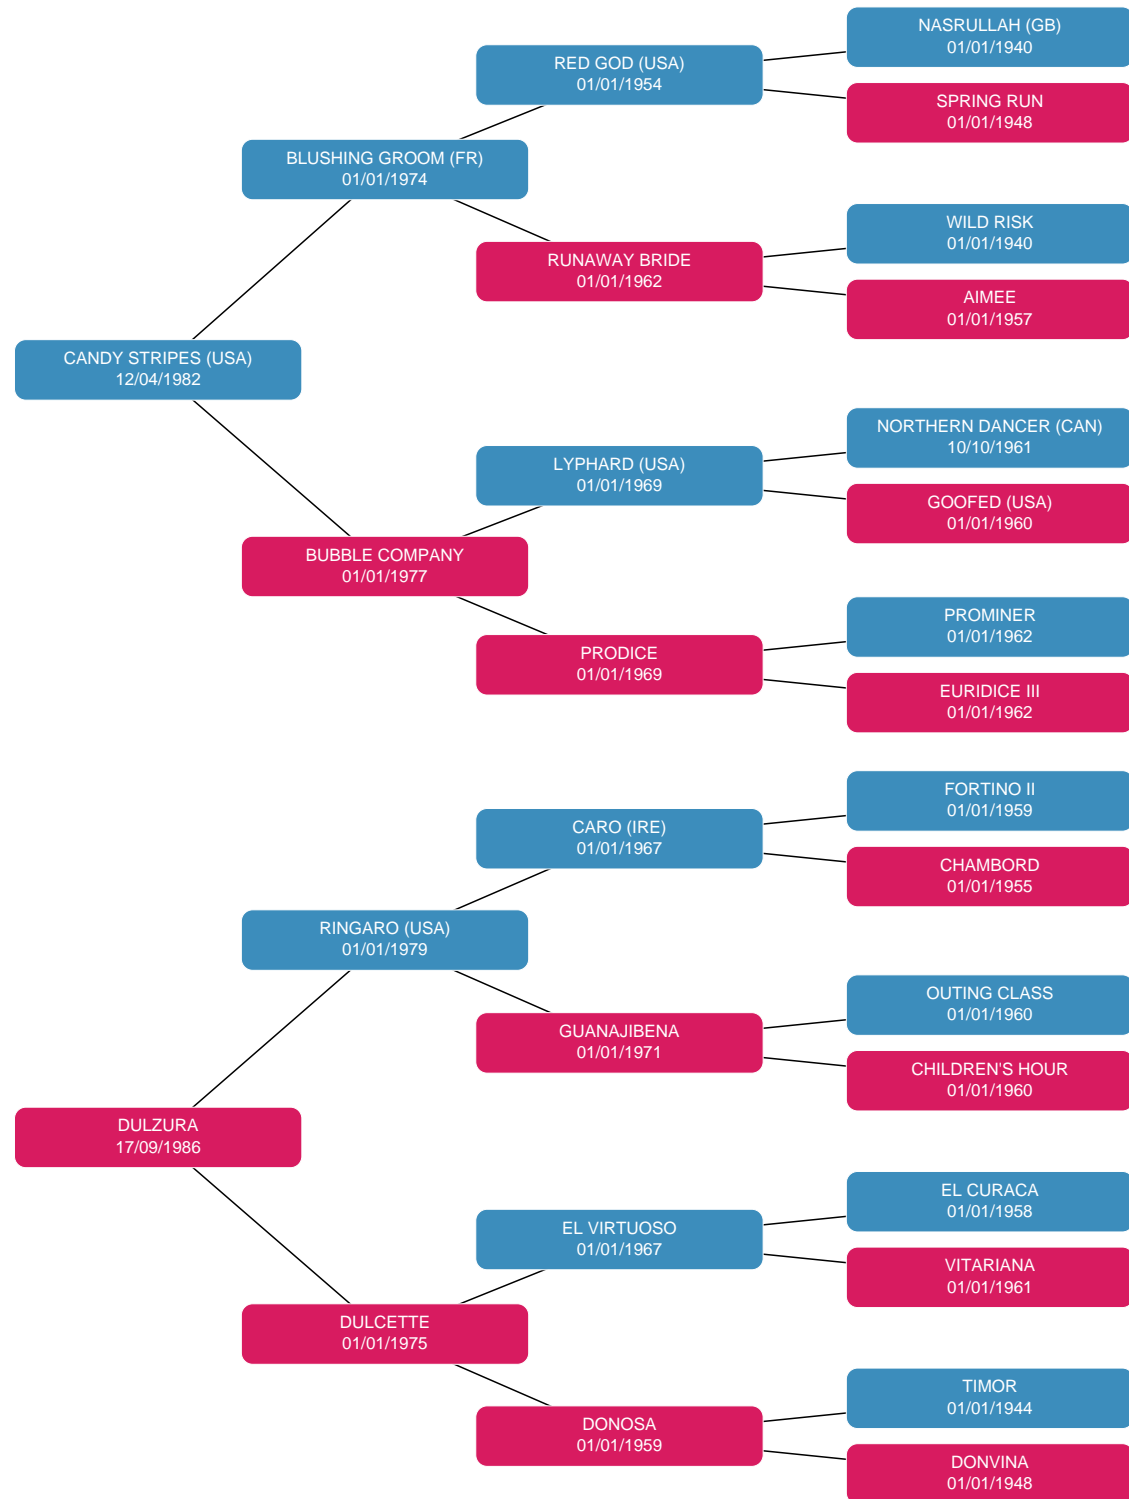 NASRULLAH (GB)
01/01/1940
RED GOD (USA)
01/01/1954
SPRING RUN
01/01/1948
BLUSHING GROOM (FR)
01/01/1974
WILD RISK
01/01/1940
RUNAWAY BRIDE
01/01/1962
AIMEE
01/01/1957
CANDY STRIPES (USA)
12/04/1982
NORTHERN DANCER (CAN)
10/10/1961
LYPHARD (USA)
01/01/1969
GOOFED (USA)
01/01/1960
BUBBLE COMPANY
01/01/1977
PROMINER
01/01/1962
PRODICE
01/01/1969
EURIDICE III
01/01/1962
FORTINO II
01/01/1959
CARO (IRE)
01/01/1967
CHAMBORD
01/01/1955
RINGARO (USA)
01/01/1979
OUTING CLASS
01/01/1960
GUANAJIBENA
01/01/1971
CHILDREN'S HOUR
01/01/1960
DULZURA
17/09/1986
EL CURACA
01/01/1958
EL VIRTUOSO
01/01/1967
VITARIANA
01/01/1961
DULCETTE
01/01/1975
TIMOR
01/01/1944
DONOSA
01/01/1959
DONVINA
01/01/1948